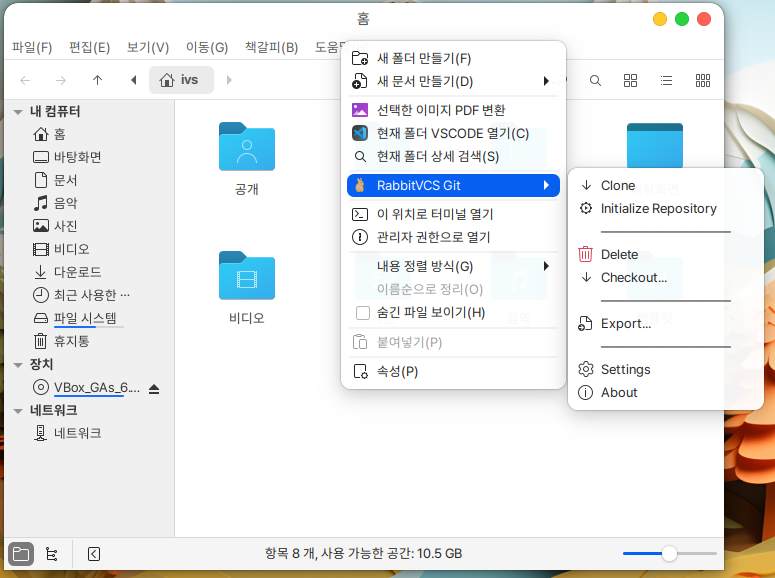 홈
파일(F) 편집(E) 보기(V) 이동(G) 책갈피(B)
ivs
내 컴퓨터
홈
바탕화면
문서
음악
사진
비디오
다운로드
최근 사용한 ···
파일 시스템
휴지통
장치
VBox_GAs_6....
네트워크
네트워크
공개
비디오
새 폴더 만들기(F)
새 문서 만들기(D)
선택한 이미지 PDF 변환
현재 폴더 VSCODE 열기(C)
현재 폴더 상세 검색(S)
RabbitVCS Git
이 위치로 터미널 열기
관리자 권한으로 열기
내용 정렬 방식(G)
이름순으로 정리(O)
숨긴 파일 보이기(H)
붙여넣기(P)
속성(P)
Clone
Initialize Repository
Delete
Checkout...
Export...
Settings
About
항목 8 개, 사용 가능한 공간: 10.5 GB